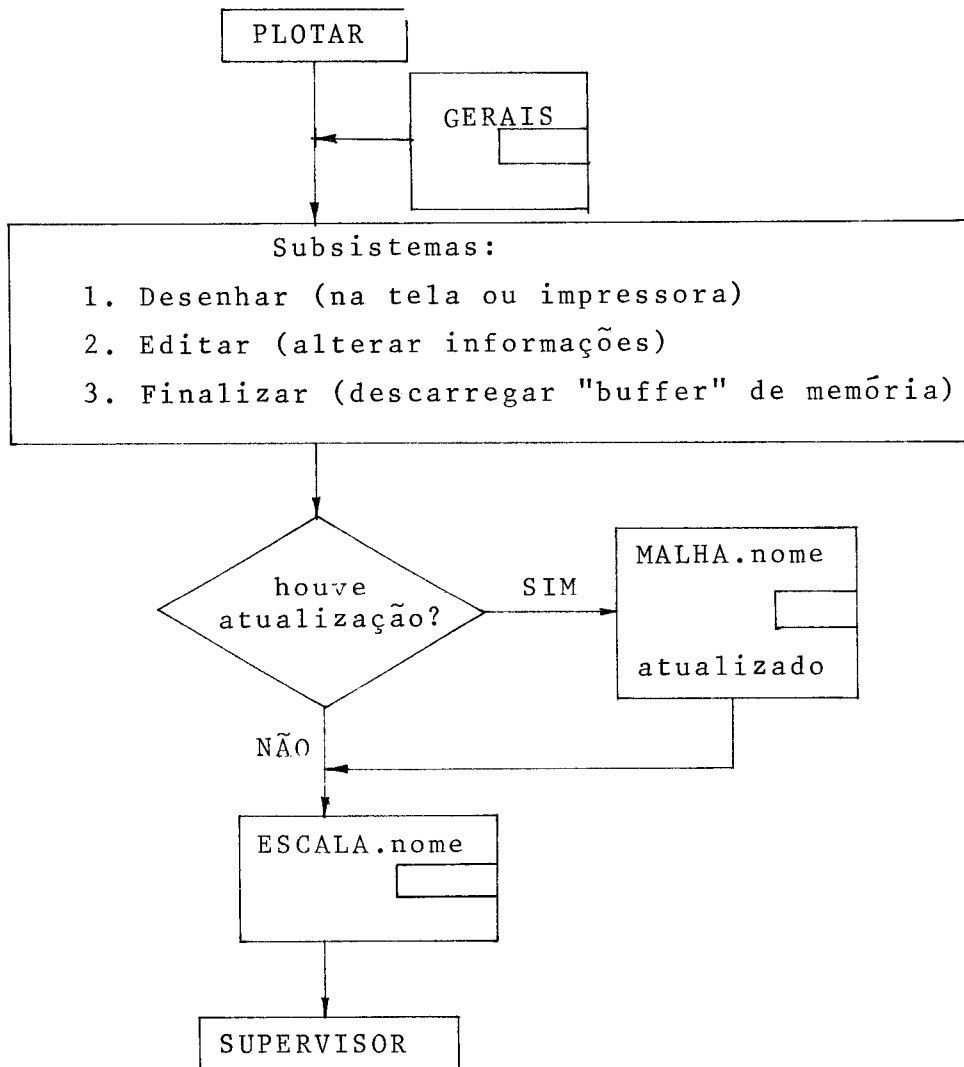 PLOTAR
GERAIS
Subsistemas:
1. Desenhar (na tela ou impressora)
2. Editar (alterar informações)
3. Finalizar (descarregar "buffer" de memória)
houve
atualização?
SIM
MALHA.nome
atualizado
NÃO
ESCALA.nome
SUPERVISOR